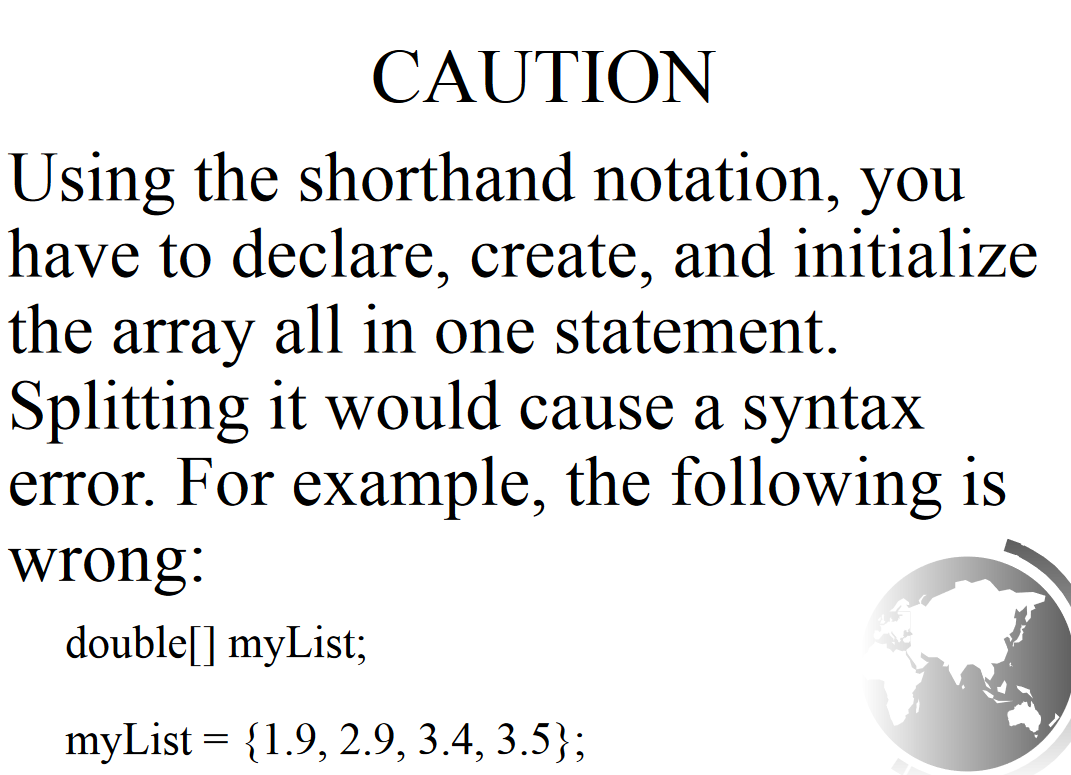 CAUTION
Using the shorthand notation, you
have to declare, create, and initialize
the array all in one statement.
Splitting it would cause a syntax
error. For example, the following is
wrong:
double[] myList;
myList = {1.9, 2.9, 3.4, 3.5};